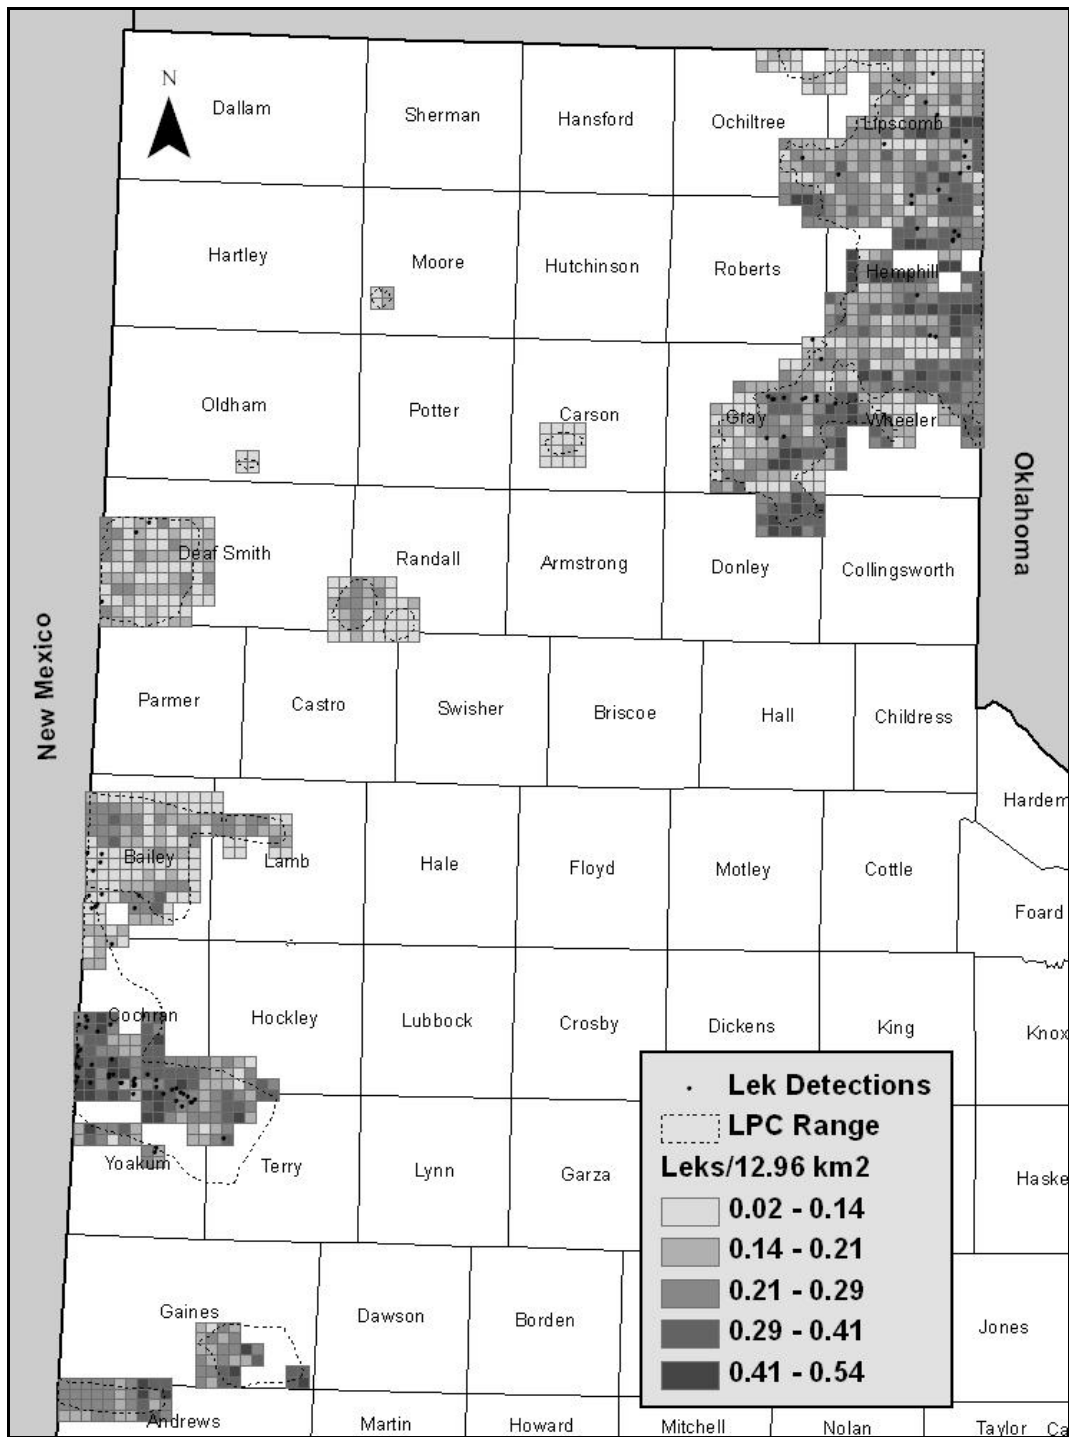 N
Dallam
Sherman
Hansford
Ochiltree
Lipscomb
Hartley
Moore
Hutchinson
Roberts
Hemphill
Oldham
Potter
Carson
Gray
Wheeler
Oklahoma
Deaf Smith
Randall
Armstrong
Donley
Collingsworth
New Mexico
Parmer
Castro
Swisher
Briscoe
Hall
Childress
Hardem
Bailey
Lamb
Hale
Floyd
Motley
Cottle
Foard
Cochran
Hockley
Lubbock
Crosby
Dickens
King
Knox
Lek Detections
LPC Range
Leks/12.96 km2
0.02 - 0.14
0.14 - 0.21
0.21 - 0.29
0.29 - 0.41
0.41 - 0.54
Yoakum
Terry
Lynn
Garza
Haske
Gaines
Dawson
Borden
Jones
Andrews
Martin
Howard
Mitchell
Nolan
Taylor
Ca